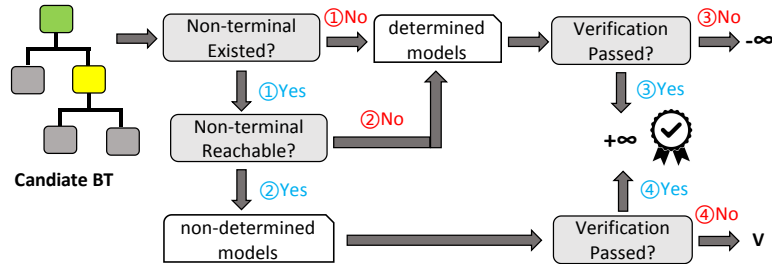 Non-terminal
Existed?
①No
determined
models
Verification
Passed?
③No
-∞
①Yes
③Yes
Non-terminal
Reachable?
②No
+∞
Candiate BT
②Yes
④Yes
non-determined
models
Verification
Passed?
④No
V